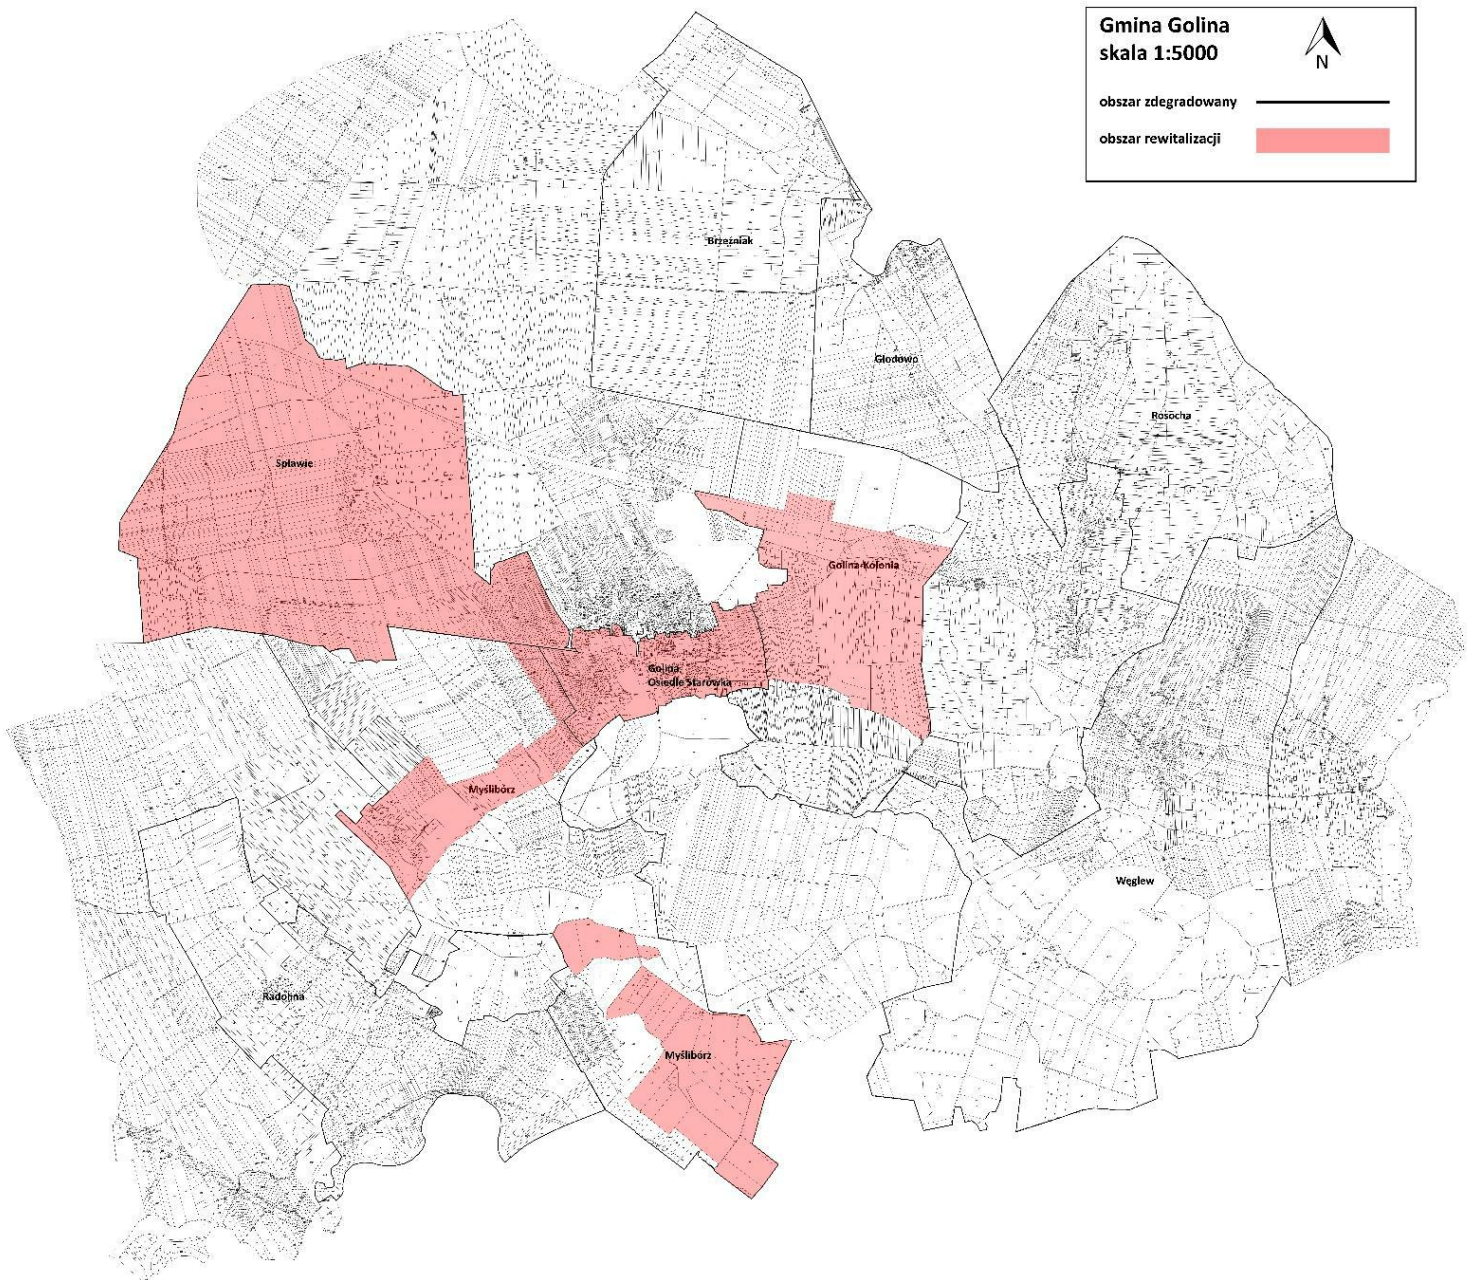 Gmina Golina
skala 1:5000
N
obszar zdegradowany
obszar rewitalizacji
Brzeźniak
Głodowo
Rosocha
Spławie
Golina-Kolonia
Golina
Osiedle Starówka
Myślibórz
Węglew
Radolina
Myślibórz